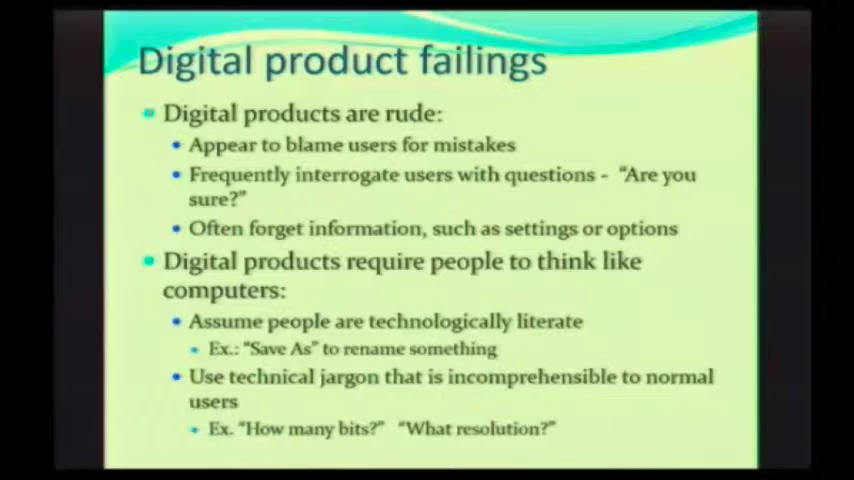 Digital product failings
Digital products are rude:
Appear to blame users for mistakes
Frequently interrogate users with questions - "Are you
sure?"
Often forget information, such as settings or options
Digital products require people to think like
computers:
Assume people are technologically literate
Ex.: "Save As" to rename something
Use technical jargon that is incomprehensible to normal
users
Ex. "How many bits?" "What resolution?"